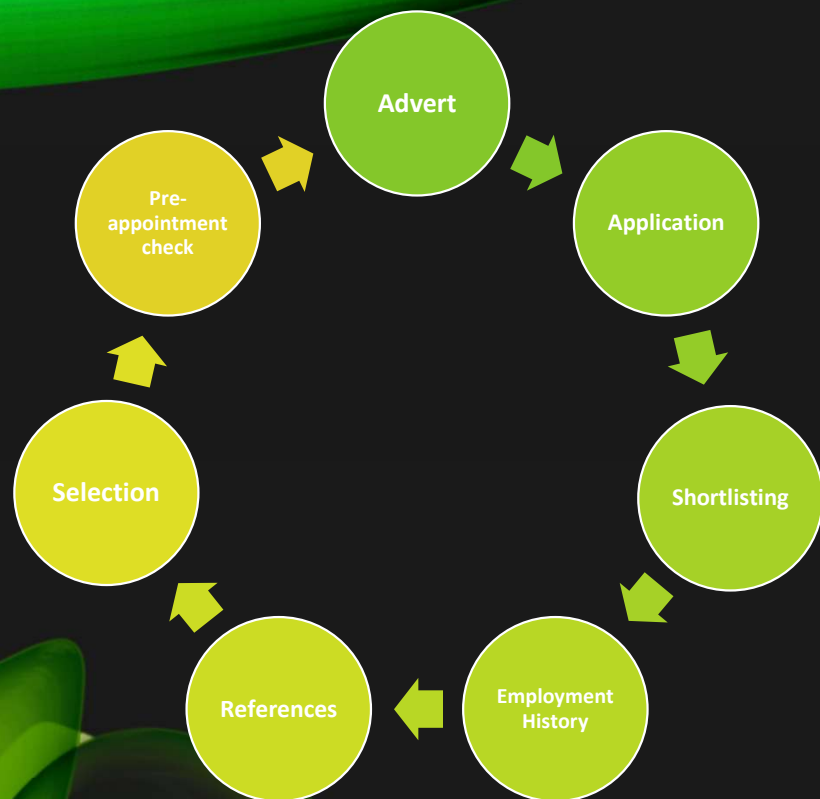 Advert
Application
Shortlisting
Employment
History
References
Selection
Pre-
appointment
check